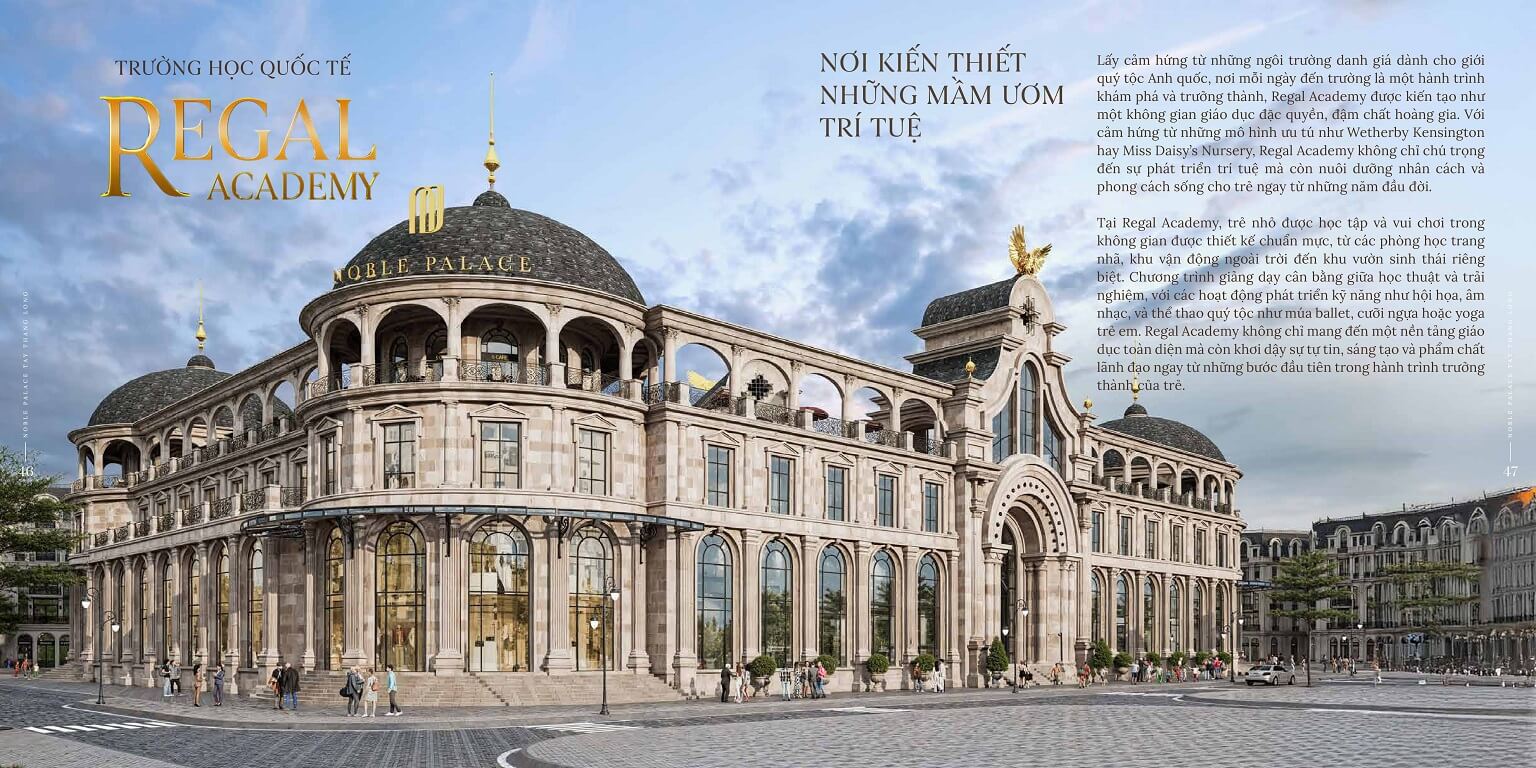 TRƯỜNG HỌC QUỐC TẾ
REGAL
ACADEMY
NOBLE PALACE
NƠI KIẾN THIẾT
NHỮNG MẦM ƯƠM
TRÍ TUỆ
Lấy cảm hứng từ những ngôi trường danh giá dành cho giới
quý tộc Anh quốc, nơi mỗi ngày đến trường là một hành trình
khám phá và trưởng thành, Regal Academy được kiến tạo như
một không gian giáo dục đặc quyền, đậm chất hoàng gia. Với
cảm hứng từ những mô hình ưu tú như Wetherby Kensington
hay Miss Daisy's Nursery, Regal Academy không chỉ chú trọng
đến sự phát triển trí tuệ mà còn nuôi dưỡng nhân cách và
phong cách sống cho trẻ ngay từ những năm đầu đời.
Tại Regal Academy, trẻ nhỏ được học tập và vui chơi trong
không gian được thiết kế chuẩn mực, từ các phòng học trang
nhã, khu vận động ngoài trời đến khu vườn sinh thái riêng
biệt. Chương trình giảng dạy cân bằng giữa học thuật và trải
nghiệm, với các hoạt động phát triển kỹ năng như hội họa, âm
nhạc, và thể thao quý tộc như múa ballet, cưỡi ngựa hoặc yoga
trẻ em. Regal Academy không chỉ mang đến một nền tảng giáo
dục toàn diện mà còn khơi dậy sự tự tin, sáng tạo và phẩm chất
lãnh đạo ngay từ những bước đầu tiên trong hành trình trưởng
thành của trẻ.
NOBLE PALACE TAY THANG LONG
46
NOBLE PALACE TAY THANG LONG
47